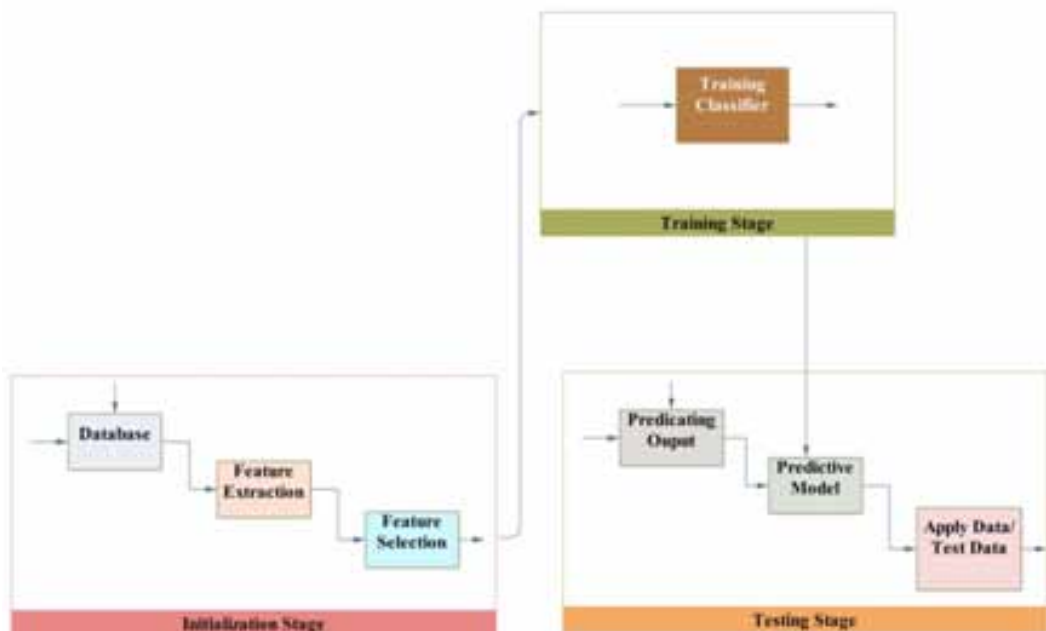 Training
Classifier
Training Stage
Database
Feature
Extraction
Feature
Selection
Initialization Stage
Predicating
Ouput
Predictive
Model
Apply Data/
Test Data
Testing Stage